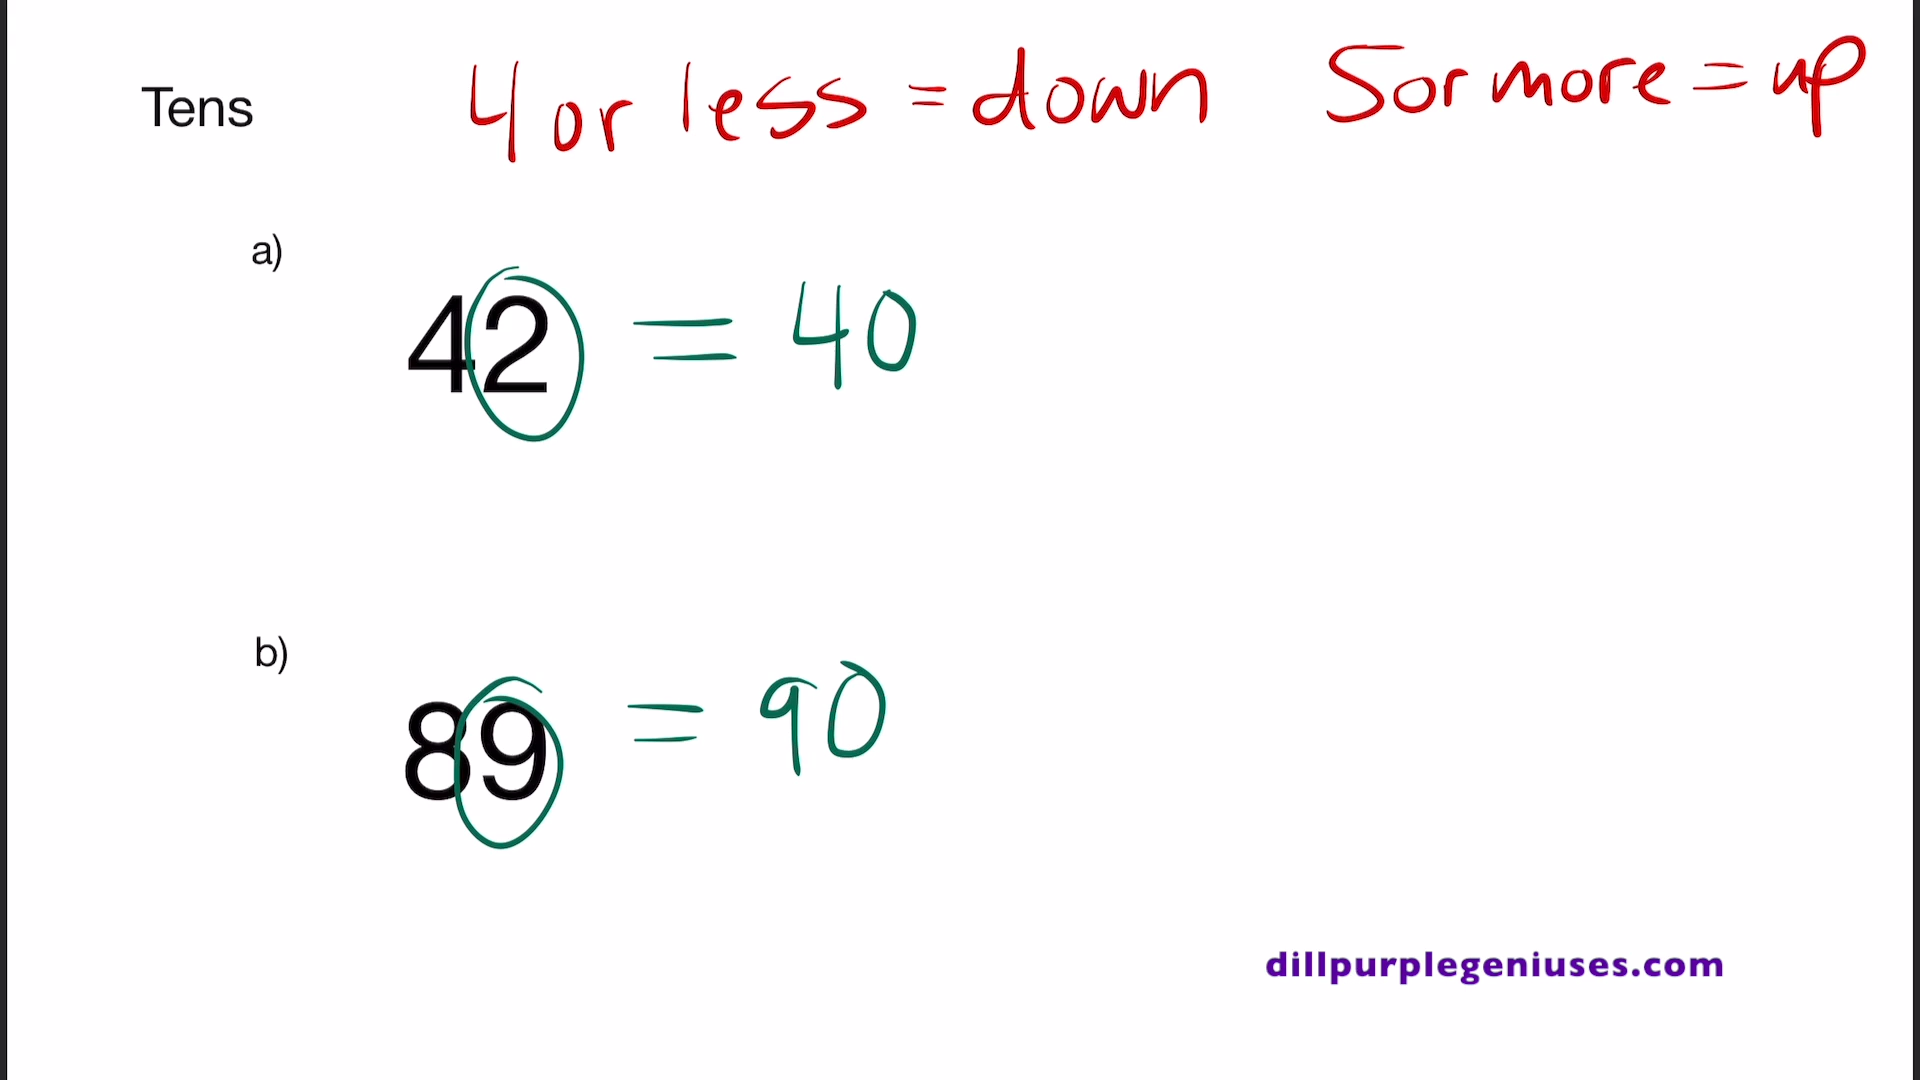 Tens 4 or less = down 5 or more = up
a)
42 = 40
b)
89 = 90
dillpurplegeniuses.com